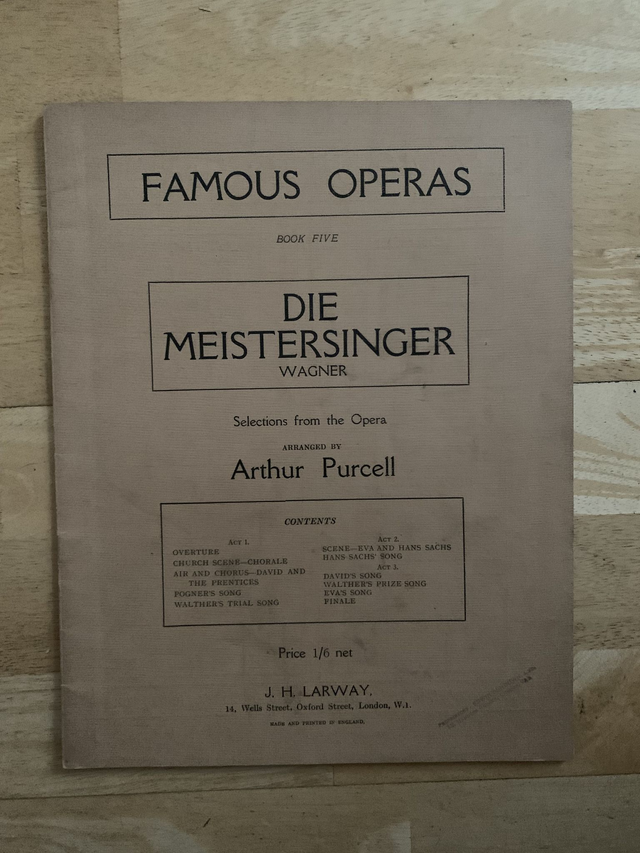 FAMOUS OPERAS
BOOK FIVE
DIE
MEISTERSINGER
WAGNER
Selections from the Opera
ARRANGED BY
Arthur Purcell
CONTENTS
ACT 1.
OVERTURE
CHURCH SCENE—CHORALE
AIR AND CHORUS—DAVID AND
THE PRENTICES
POGNER'S SONG
WALTHER'S TRIAL SONG
ACT 2.
SCENE—EVA AND HANS SACHS
HANS SACHS' SONG
ACT 3.
DAVID'S SONG
WALTHER'S PRIZE SONG
EVA'S SONG
FINALE
Price 1/6 net
J. H. LARWAY,
14, Wells Street, Oxford Street, London, W.1.
MADE AND PRINTED IN ENGLAND.